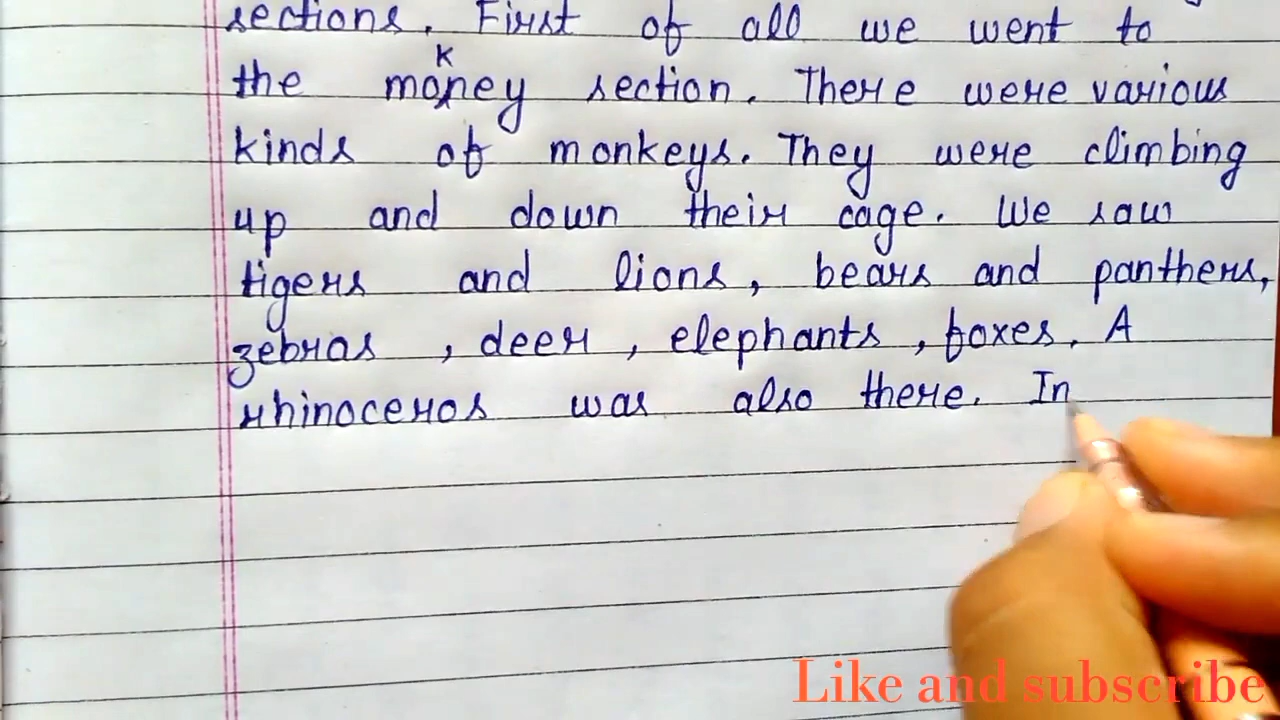 sections. First of all we went to
k
the money section. There were various
kinds of monkeys. They were climbing
up and down their cage. We saw
tigers and lions, bears and panthers,
zebras, deer, elephants, foxes. A
rhinoceros was also there. In
Like and subscribe